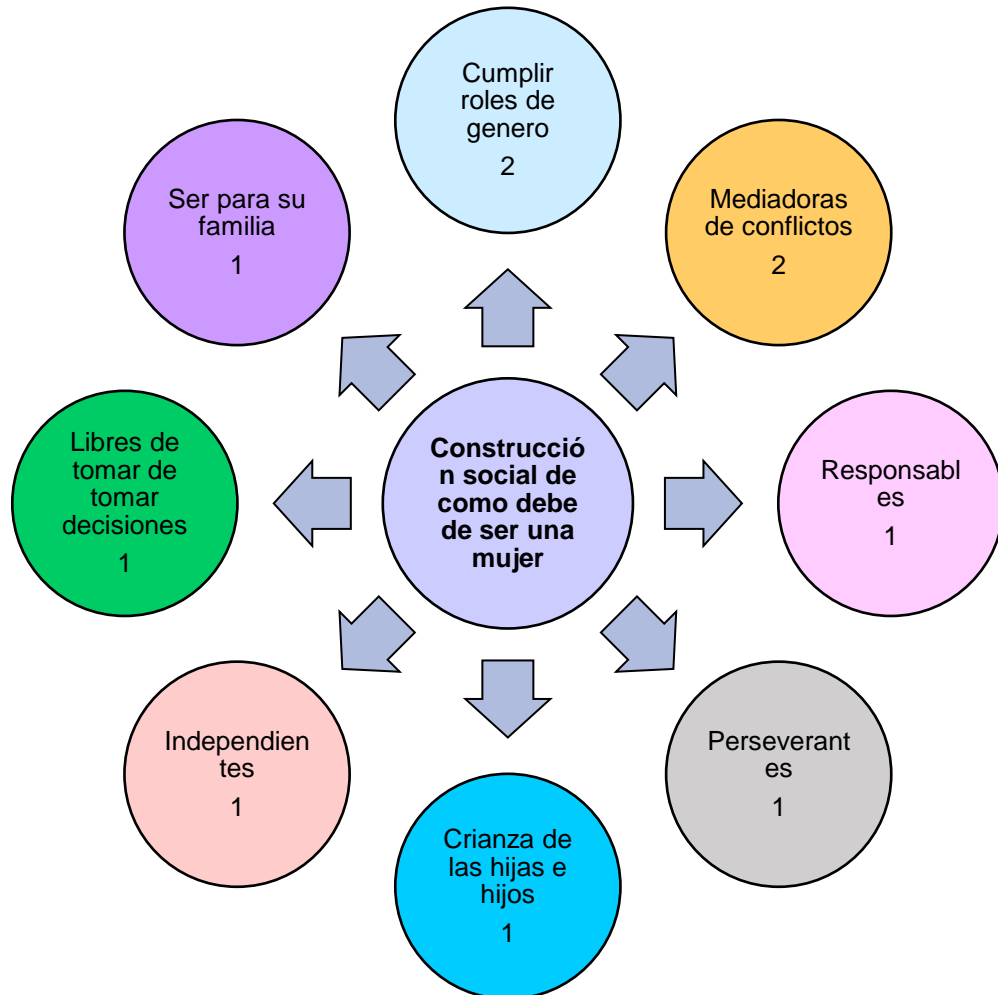 Cumplir
roles de
genero
2
Mediadoras
de conflictos
2
Responsabl
es
1
Perseverant
es
1
Crianza de
las hijas e
hijos
1
Independien
tes
1
Libres de
tomar de
tomar
decisiones
1
Ser para su
familia
1
Construcció
n social de
como debe
de ser una
mujer